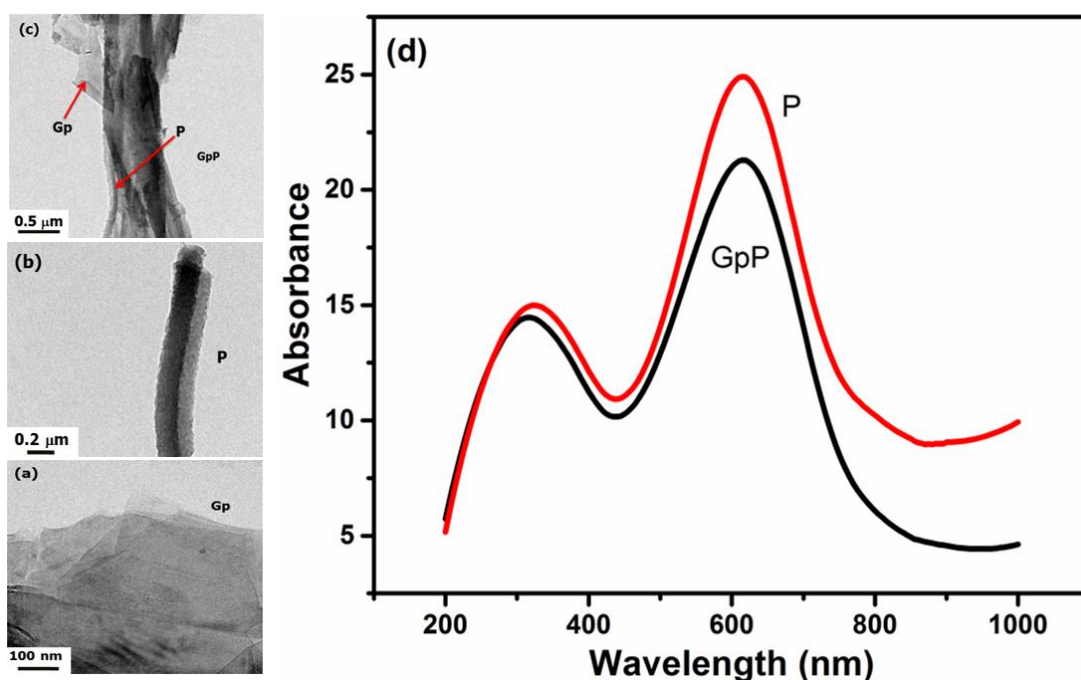 (c)
Gp
P
GpP
0.5 μm
(b)
P
0.2 μm
(a)
Gp
100 nm
(d)
P
GpP
Absorbance
25
20
15
10
5
200 400 600 800 1000
Wavelength (nm)